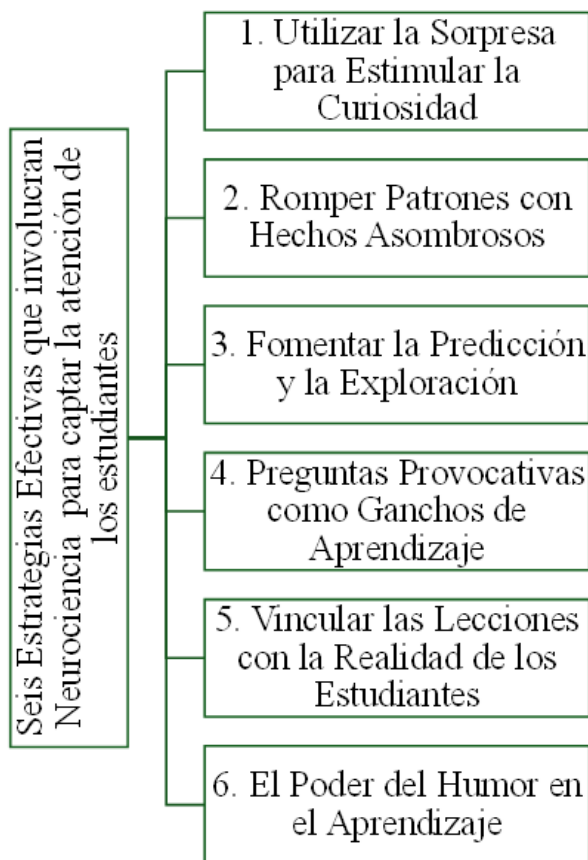 Seis Estrategias Efectivas que involucran
Neurociencia para captar la atención de
los estudiantes
1. Utilizar la Sorpresa
para Estimular la
Curiosidad
2. Romper Patrones con
Hechos Asombrosos
3. Fomentar la Predicción
y la Exploración
4. Preguntas Provocativas
como Ganchos de
Aprendizaje
5. Vincular las Lecciones
con la Realidad de los
Estudiantes
6. El Poder del Humor en
el Aprendizaje